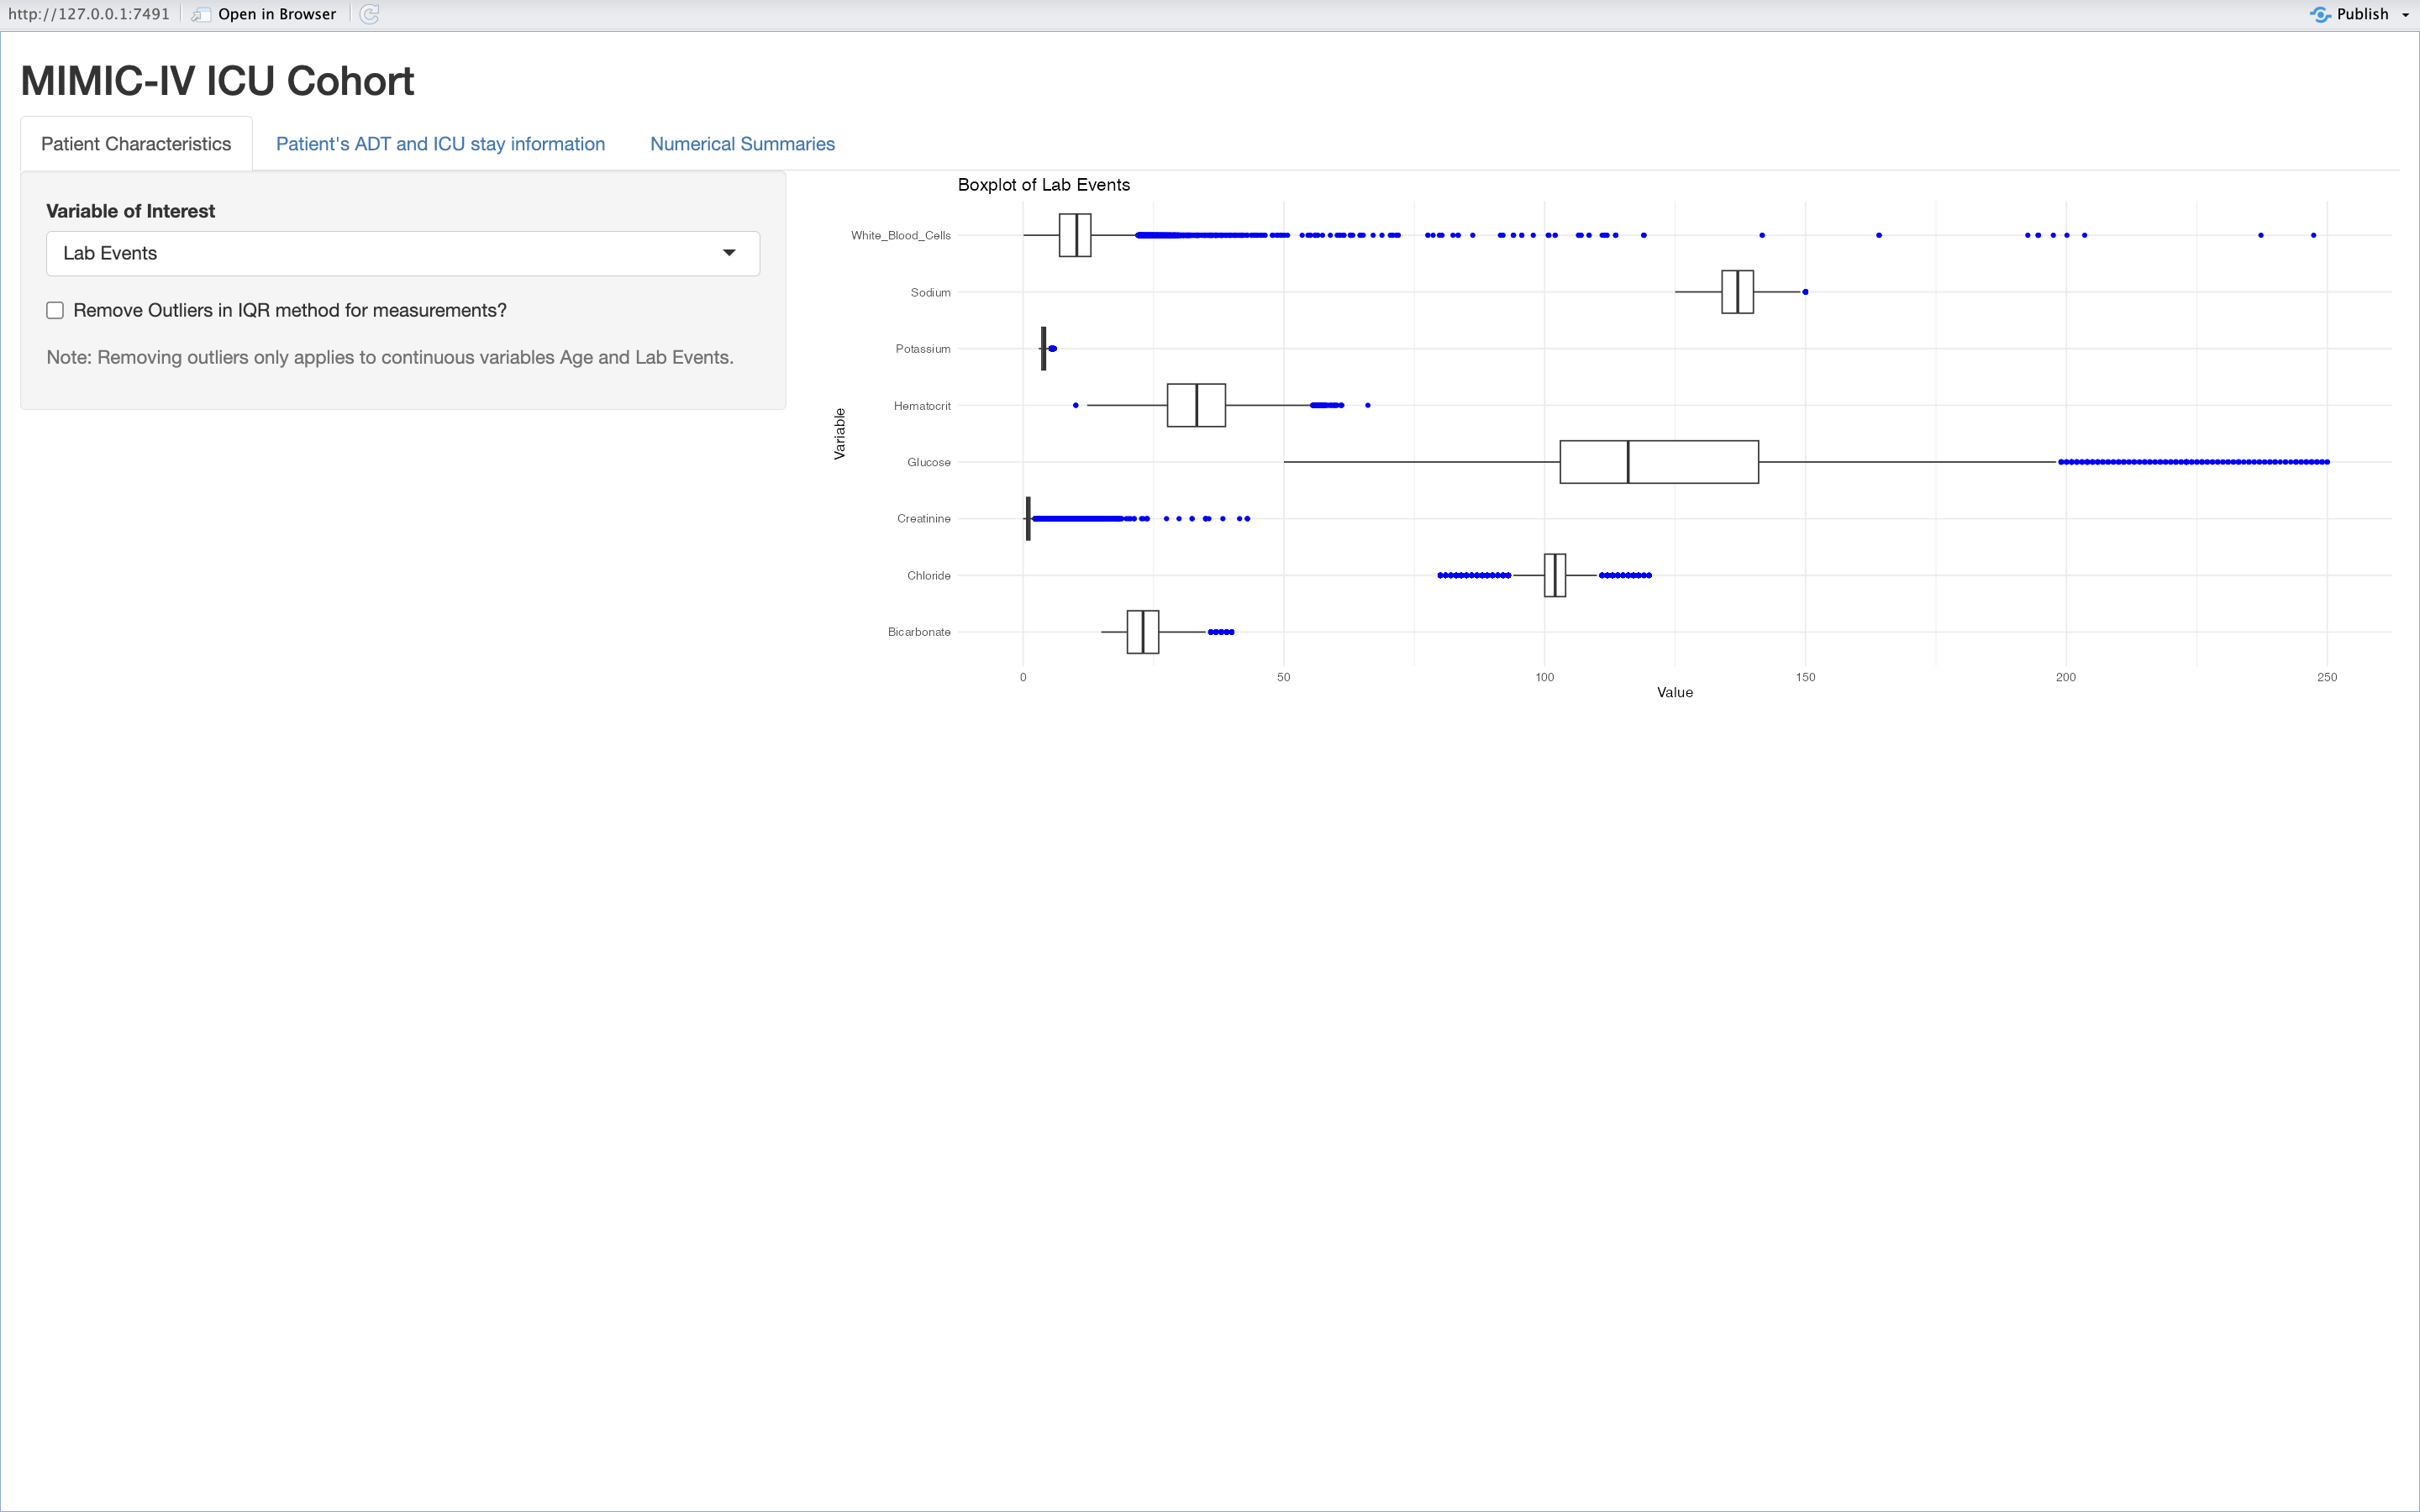 http://127.0.0.1:7491 Open in Browser Publish
MIMIC-IV ICU Cohort
Patient Characteristics Patient's ADT and ICU stay information Numerical Summaries
Variable of Interest
Lab Events
Remove Outliers in IQR method for measurements?
Note: Removing outliers only applies to continuous variables Age and Lab Events.
Boxplot of Lab Events
Variable
White_Blood_Cells
Sodium
Potassium
Hematocrit
Glucose
Creatinine
Chloride
Bicarbonate
0 50 100 150 200 250
Value